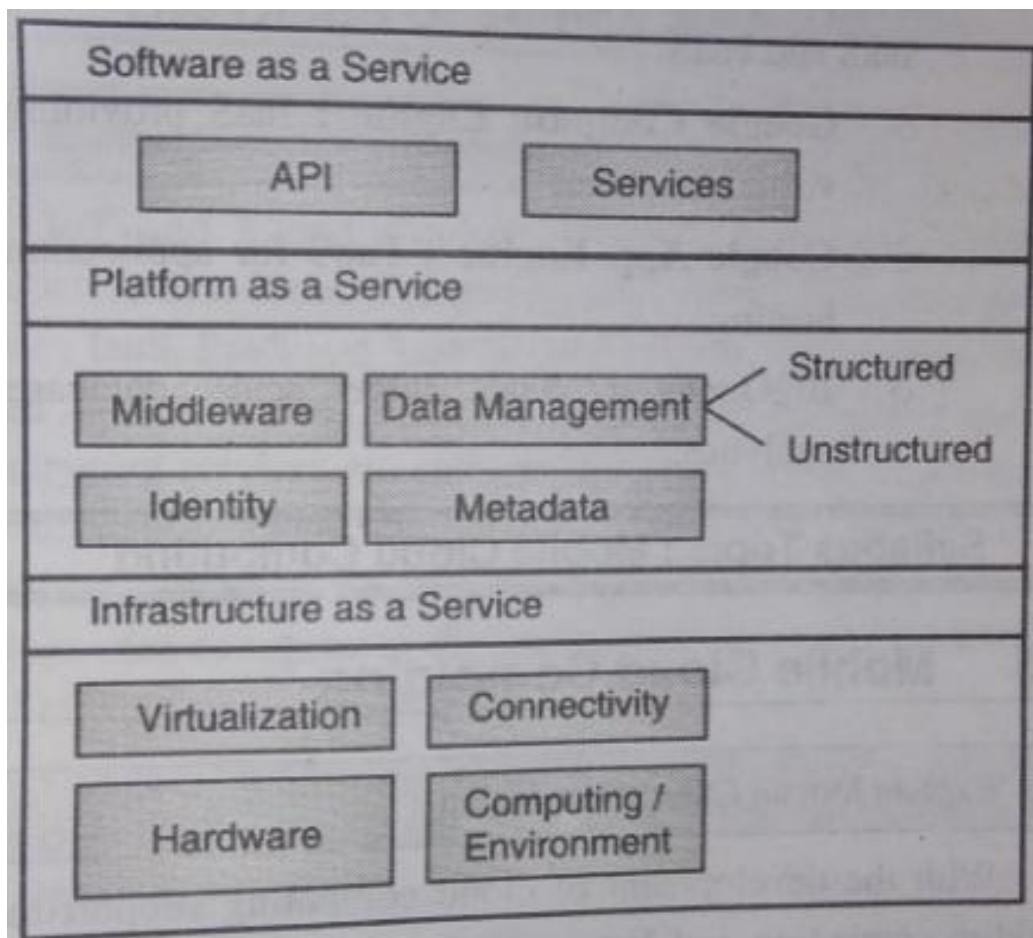 Software as a Service
API
Services
Platform as a Service
Middleware
Data Management
Structured
Unstructured
Identity
Metadata
Infrastructure as a Service
Virtualization
Connectivity
Hardware
Computing /
Environment